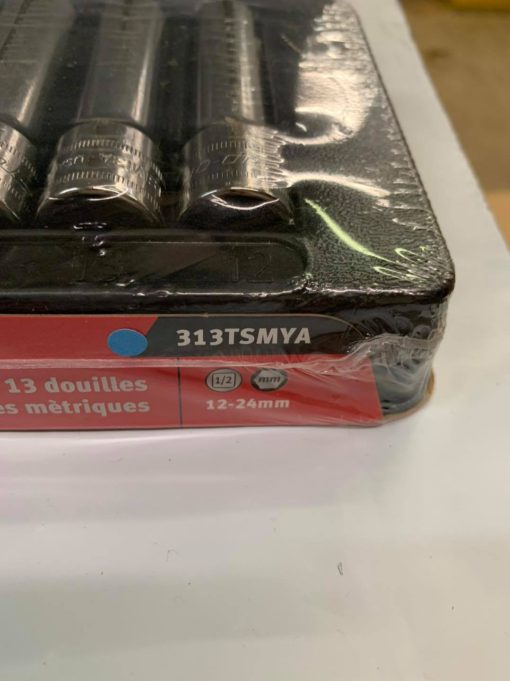 12
313TSMYA
13 douilles
1/2 mm
es mètriques
12-24mm